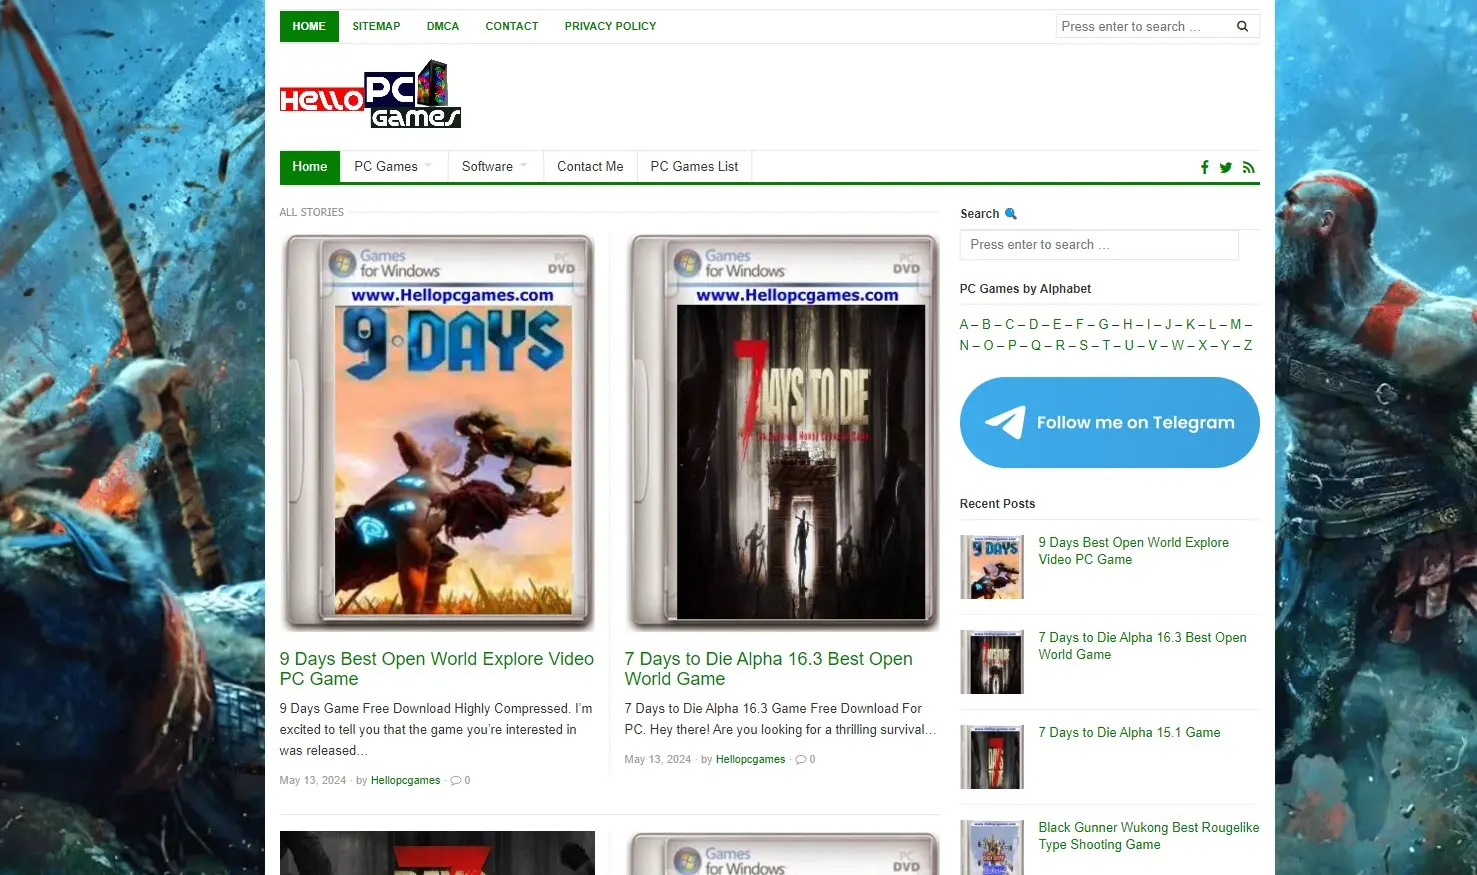 HOME SITEMAP DMCA CONTACT PRIVACY POLICY
Press enter to search …
HELLO PC GAMES
Home PC Games Software Contact Me PC Games List
ALL STORIES
Games for Windows
PC DVD
www.Hellopcgames.com
9 DAYS
9 Days Best Open World Explore Video
PC Game
9 Days Game Free Download Highly Compressed. I’m
excited to tell you that the game you’re interested in
was released…
May 13, 2024 · by Hellopcgames · 0
Games for Windows
PC DVD
www.Hellopcgames.com
7 DAYS TO DIE
7 Days to Die Alpha 16.3 Best Open
World Game
7 Days to Die Alpha 16.3 Game Free Download For
PC. Hey there! Are you looking for a thrilling survival…
May 13, 2024 · by Hellopcgames · 0
Games for Windows
PC DVD
Search
Press enter to search …
PC Games by Alphabet
A – B – C – D – E – F – G – H – I – J – K – L – M –
N – O – P – Q – R – S – T – U – V – W – X – Y – Z
Follow me on Telegram
Recent Posts
9 DAYS
9 Days Best Open World Explore
Video PC Game
7 Days to Die Alpha 16.3 Best Open
World Game
7 Days to Die Alpha 15.1 Game
Black Gunner Wukong Best Rougelike
Type Shooting Game